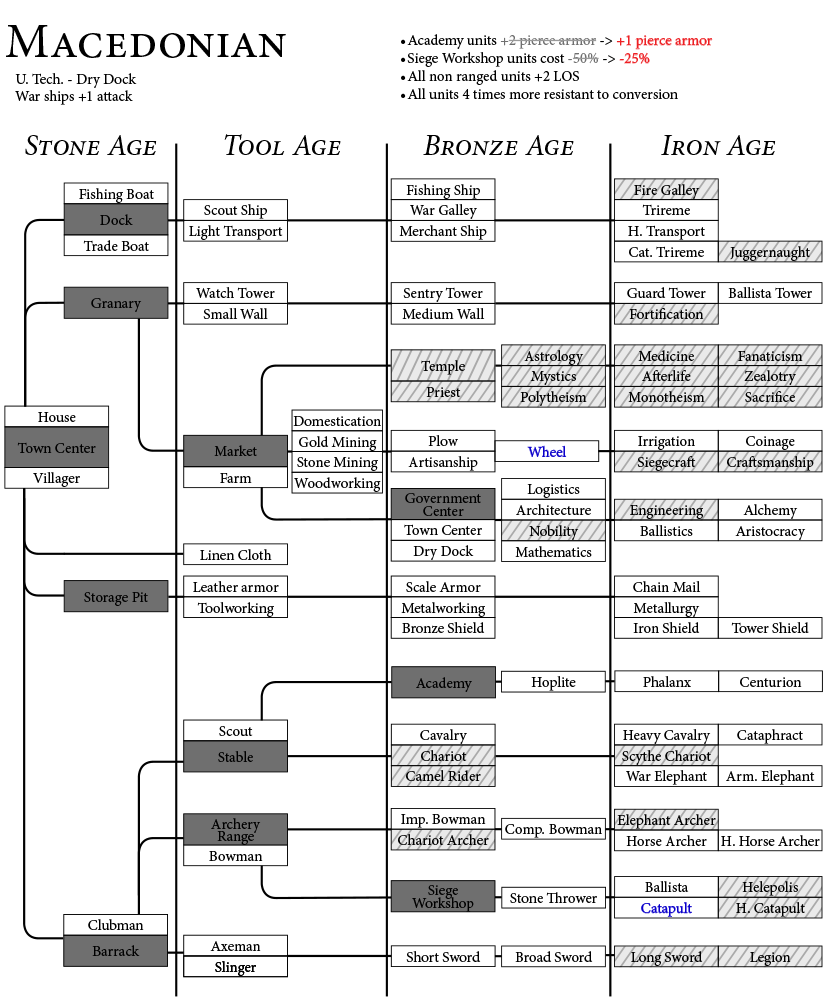 MACEDONIAN
U. Tech. - Dry Dock
War ships +1 attack
• Academy units +2 pierce armor -> +1 pierce armor
• Siege Workshop units cost -50% -> -25%
• All non ranged units +2 LOS
• All units 4 times more resistant to conversion
STONE AGE
TOOL AGE
BRONZE AGE
IRON AGE
Fishing Boat
Dock
Trade Boat
Scout Ship
Light Transport
Fishing Ship
War Galley
Merchant Ship
Fire Galley
Trireme
H. Transport
Cat. Trireme
Juggernaught
Granary
Watch Tower
Small Wall
Sentry Tower
Medium Wall
Guard Tower
Ballista Tower
Fortification
Temple
Priest
Astrology
Mystics
Polytheism
Medicine
Fanaticism
Afterlife
Zealotry
Monotheism
Sacrifice
House
Town Center
Villager
Market
Farm
Domestication
Gold Mining
Stone Mining
Woodworking
Plow
Artisanship
Wheel
Irrigation
Coinage
Siegecraft
Craftsmanship
Government
Center
Town Center
Dry Dock
Logistics
Architecture
Nobility
Mathematics
Engineering
Alchemy
Ballistics
Aristocracy
Linen Cloth
Storage Pit
Leather armor
Toolworking
Scale Armor
Metalworking
Bronze Shield
Chain Mail
Metallurgy
Iron Shield
Tower Shield
Academy
Hoplite
Phalanx
Centurion
Scout
Stable
Cavalry
Chariot
Camel Rider
Heavy Cavalry
Cataphract
Scythe Chariot
War Elephant
Arm. Elephant
Archery
Range
Bowman
Imp. Bowman
Chariot Archer
Comp. Bowman
Elephant Archer
Horse Archer
H. Horse Archer
Siege
Workshop
Stone Thrower
Ballista
Helepolis
Catapult
H. Catapult
Clubman
Barrack
Axeman
Slinger
Short Sword
Broad Sword
Long Sword
Legion